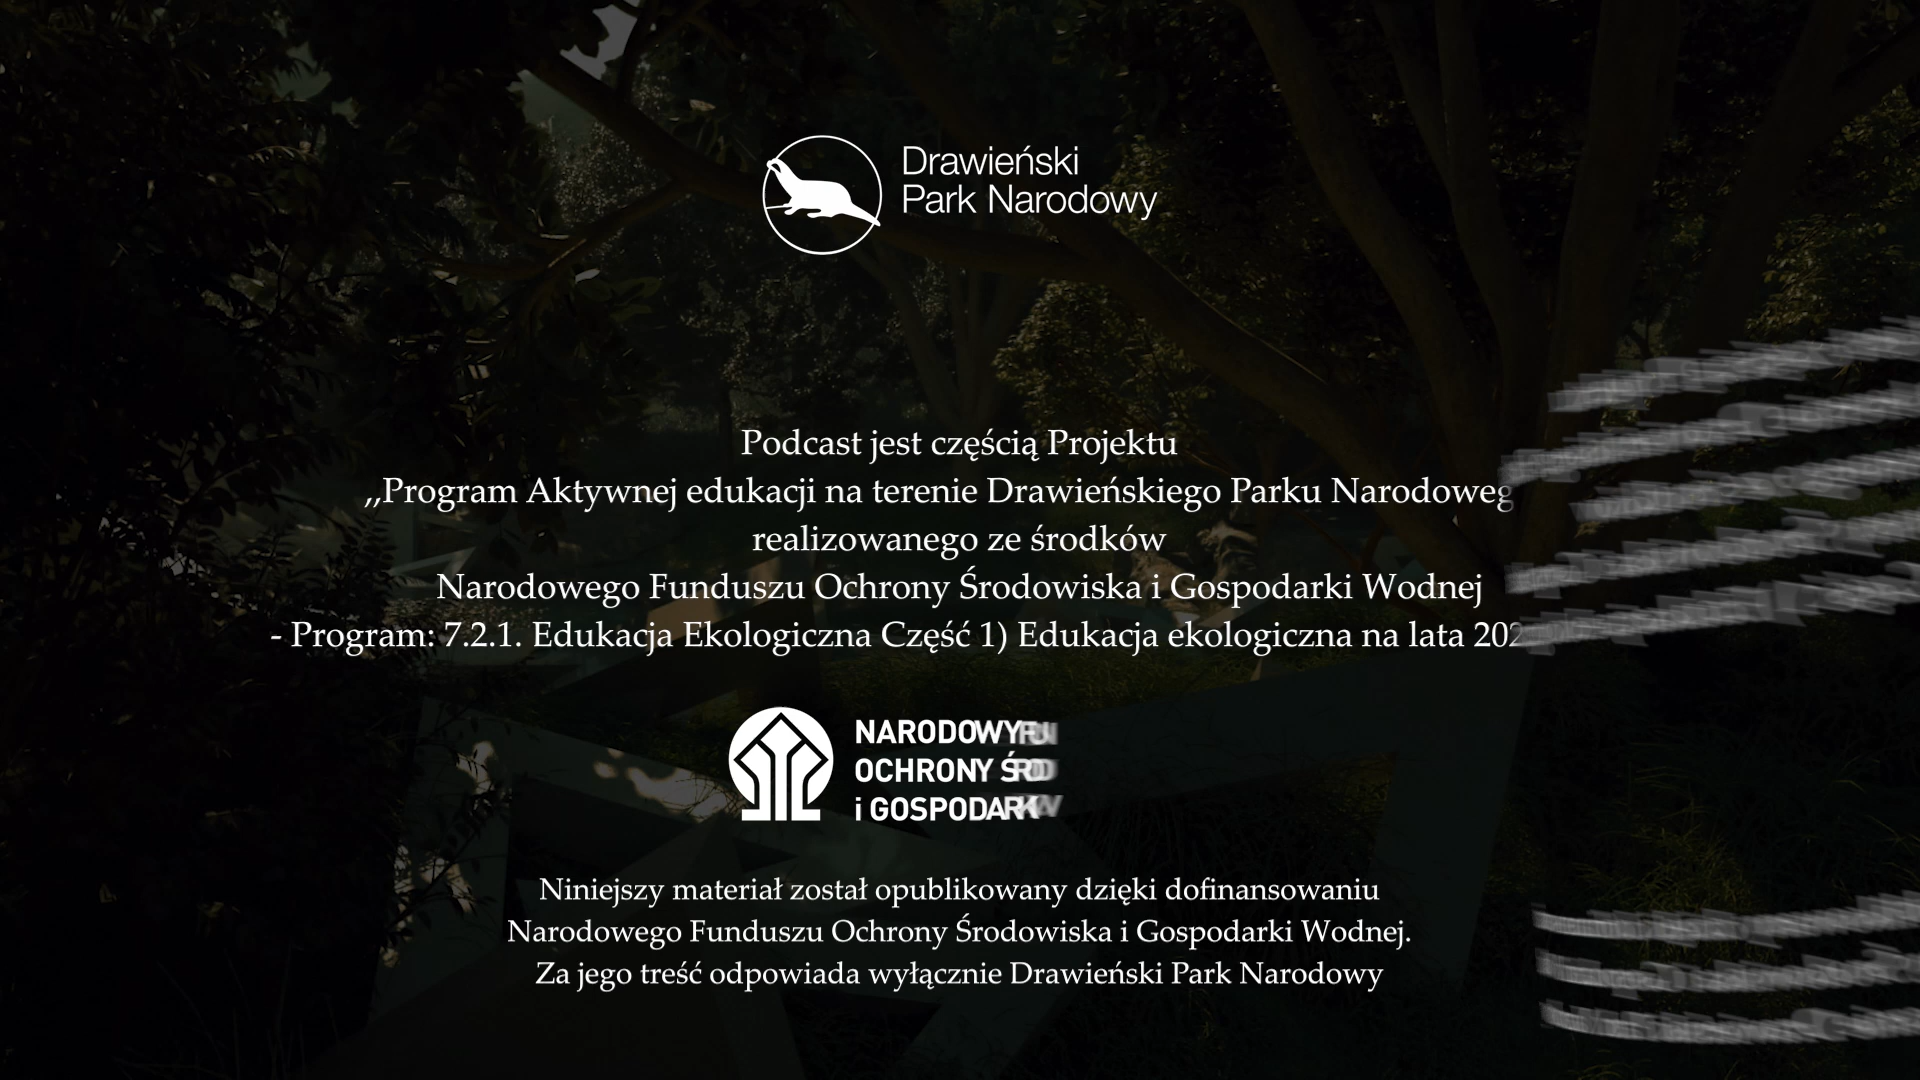 Drawieński
Park Narodowy
Podcast jest częścią Projektu
,,Program Aktywnej edukacji na terenie Drawieńskiego Parku
realizowanego ze środków
Narodowego Funduszu Ochrony Środowiska i Gospodarki Wodnej
- Program: 7.2.1. Edukacja Ekologiczna Część 1) Edukacja ekologiczna na lata
NARODOWY
OCHRONY
i
Niniejszy materiał został opublikowany dzięki dofinansowaniu
Narodowego Funduszu Ochrony Środowiska i Gospodarki Wodnej.
Za jego treść odpowiada wyłącznie Drawieński Park Narodowy